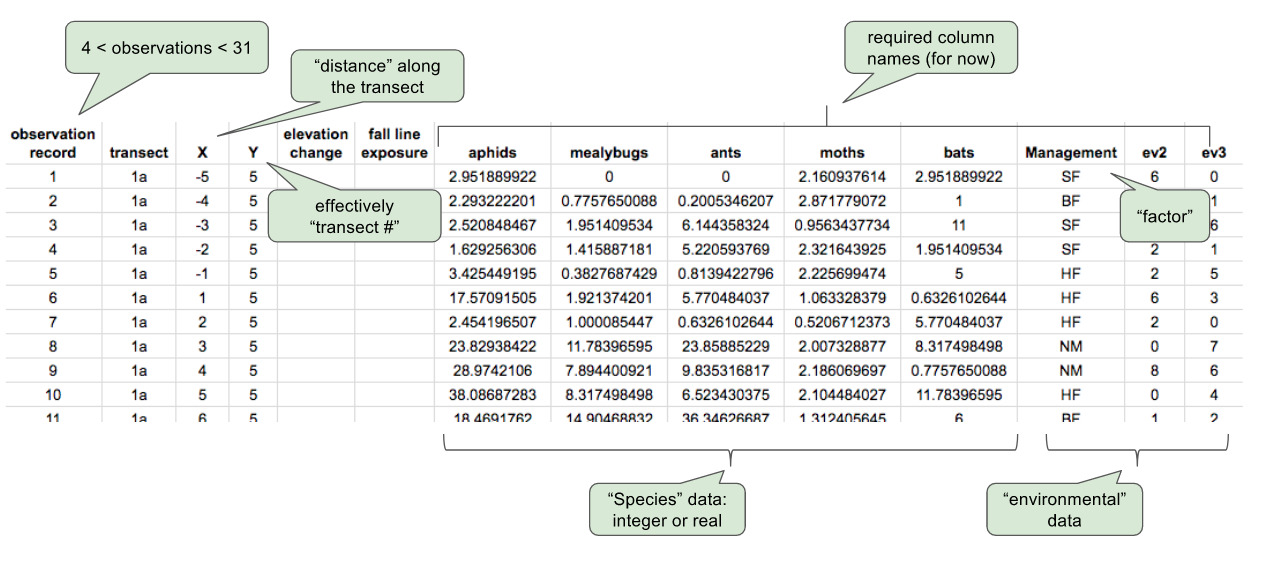 4 < observations < 31
required column
names (for now)
“distance” along
the transect
observation record transect X Y elevation change fall line exposure aphids mealybugs ants moths bats Management ev2 ev3
1 1a -5 5 2.951889922 0 0 2.160937614 2.951889922 SF 6 0
2 1a -4 5 2.293222201 0.7757650088 0.2005346207 2.871779072 1 BF 1
3 1a -3 5 2.520848467 1.951409534 6.144358324 0.9563437734 11 SF 6
4 1a -2 5 1.629256306 1.415887181 5.220593769 2.321643925 1.951409534 SF 2 1
5 1a -1 5 3.425449195 0.3827687429 0.8139422796 2.225699474 5 HF 2 5
6 1a 1 5 17.57091505 1.921374201 5.770484037 1.063328379 0.6326102644 HF 6 3
7 1a 2 5 2.454196507 1.000085447 0.6326102644 0.5206712373 5.770484037 HF 2 0
8 1a 3 5 23.82938422 11.78396595 23.85885229 2.007328877 8.317498498 NM 0 7
9 1a 4 5 28.9742106 7.894400921 9.835316817 2.186069697 0.7757650088 NM 8 6
10 1a 5 5 38.08687283 8.317498498 6.523430375 2.104484027 11.78396595 HF 0 4
11 1a 6 5 18.4691762 14.90468832 36.34626687 1.312405645 6 BF 1 2
effectively
“transect #”
“factor”
“Species” data:
integer or real
“environmental”
data